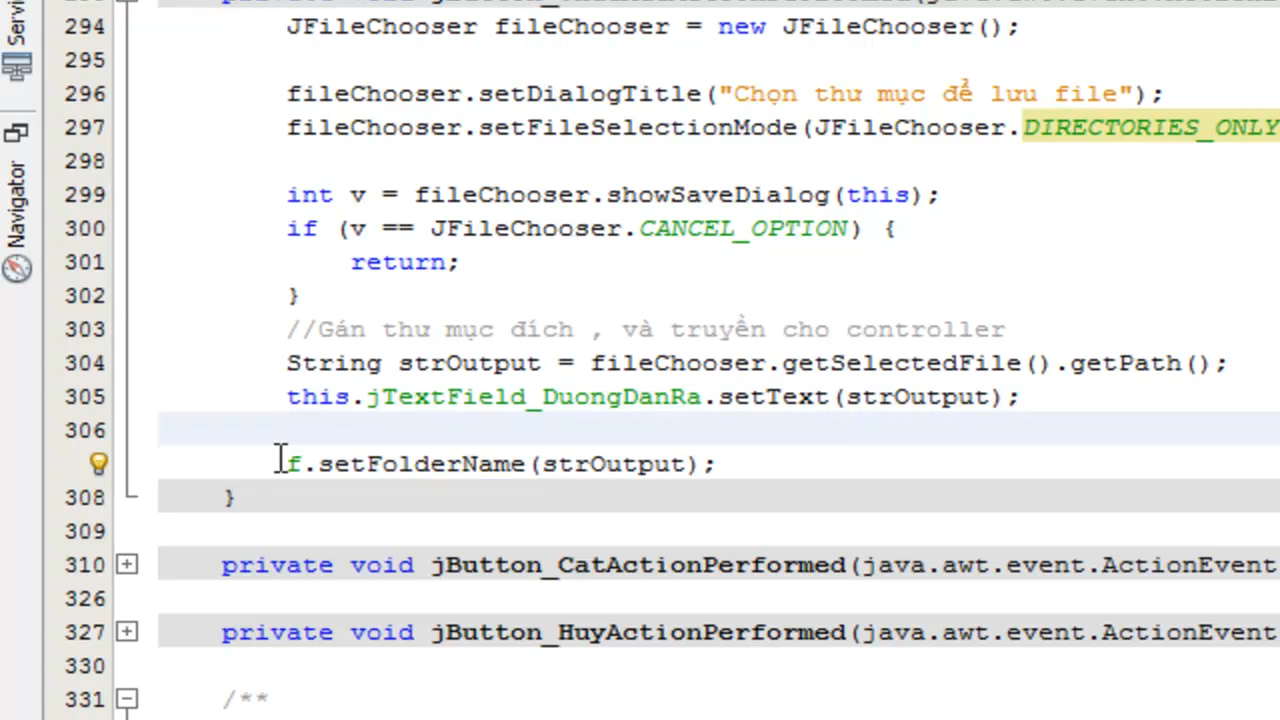 294 JFileChooser fileChooser = new JFileChooser();
295
296 fileChooser.setDialogTitle("Chọn thư mục để lưu file");
297 fileChooser.setFileSelectionMode(JFileChooser.DIRECTORIES_ONLY
298
299 int v = fileChooser.showSaveDialog(this);
300 if (v == JFileChooser.CANCEL_OPTION) {
301 return;
302 }
303 //Gán thư mục đích , và truyền cho controller
304 String strOutput = fileChooser.getSelectedFile().getPath();
305 this.jTextField_DuongDanRa.setText(strOutput);
306
f.setFolderName(strOutput);
308 }
309
310 private void jButton_CatActionPerformed(java.awt.event.ActionEvent
326
327 private void jButton_HuyActionPerformed(java.awt.event.ActionEvent
330
331 /**
Navigator